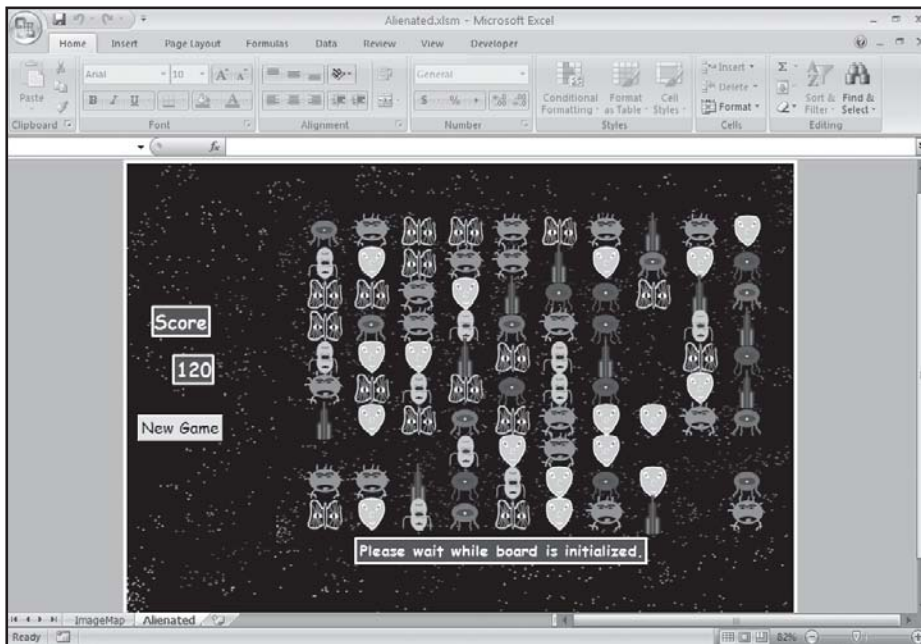 Alienated.xlsm - Microsoft Excel
Home Insert Page Layout Formulas Data Review View Developer
Paste
Arial 10 A A
General
Conditional Formatting
Format as Table
Cell Styles
Insert
Delete
Format
Sort & Filter
Find & Select
B I U A
$ % ,
Clipboard Font Alignment Number Styles Cells Editing
fx
Score
120
New Game
Please wait while board is initialized.
ImageMap Alienated
Ready 82%